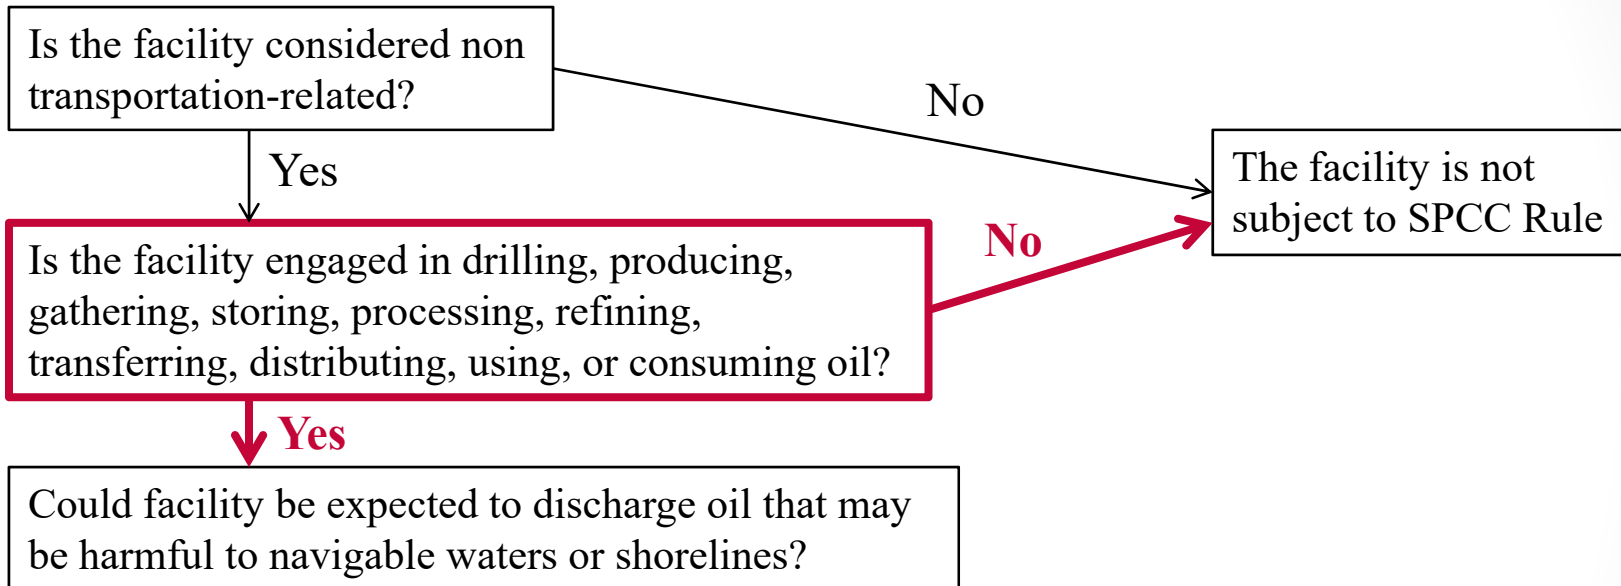 Is the facility considered non
transportation-related?
No
Yes
The facility is not
subject to SPCC Rule
Is the facility engaged in drilling, producing,
gathering, storing, processing, refining,
transferring, distributing, using, or consuming oil?
No
Yes
Could facility be expected to discharge oil that may
be harmful to navigable waters or shorelines?